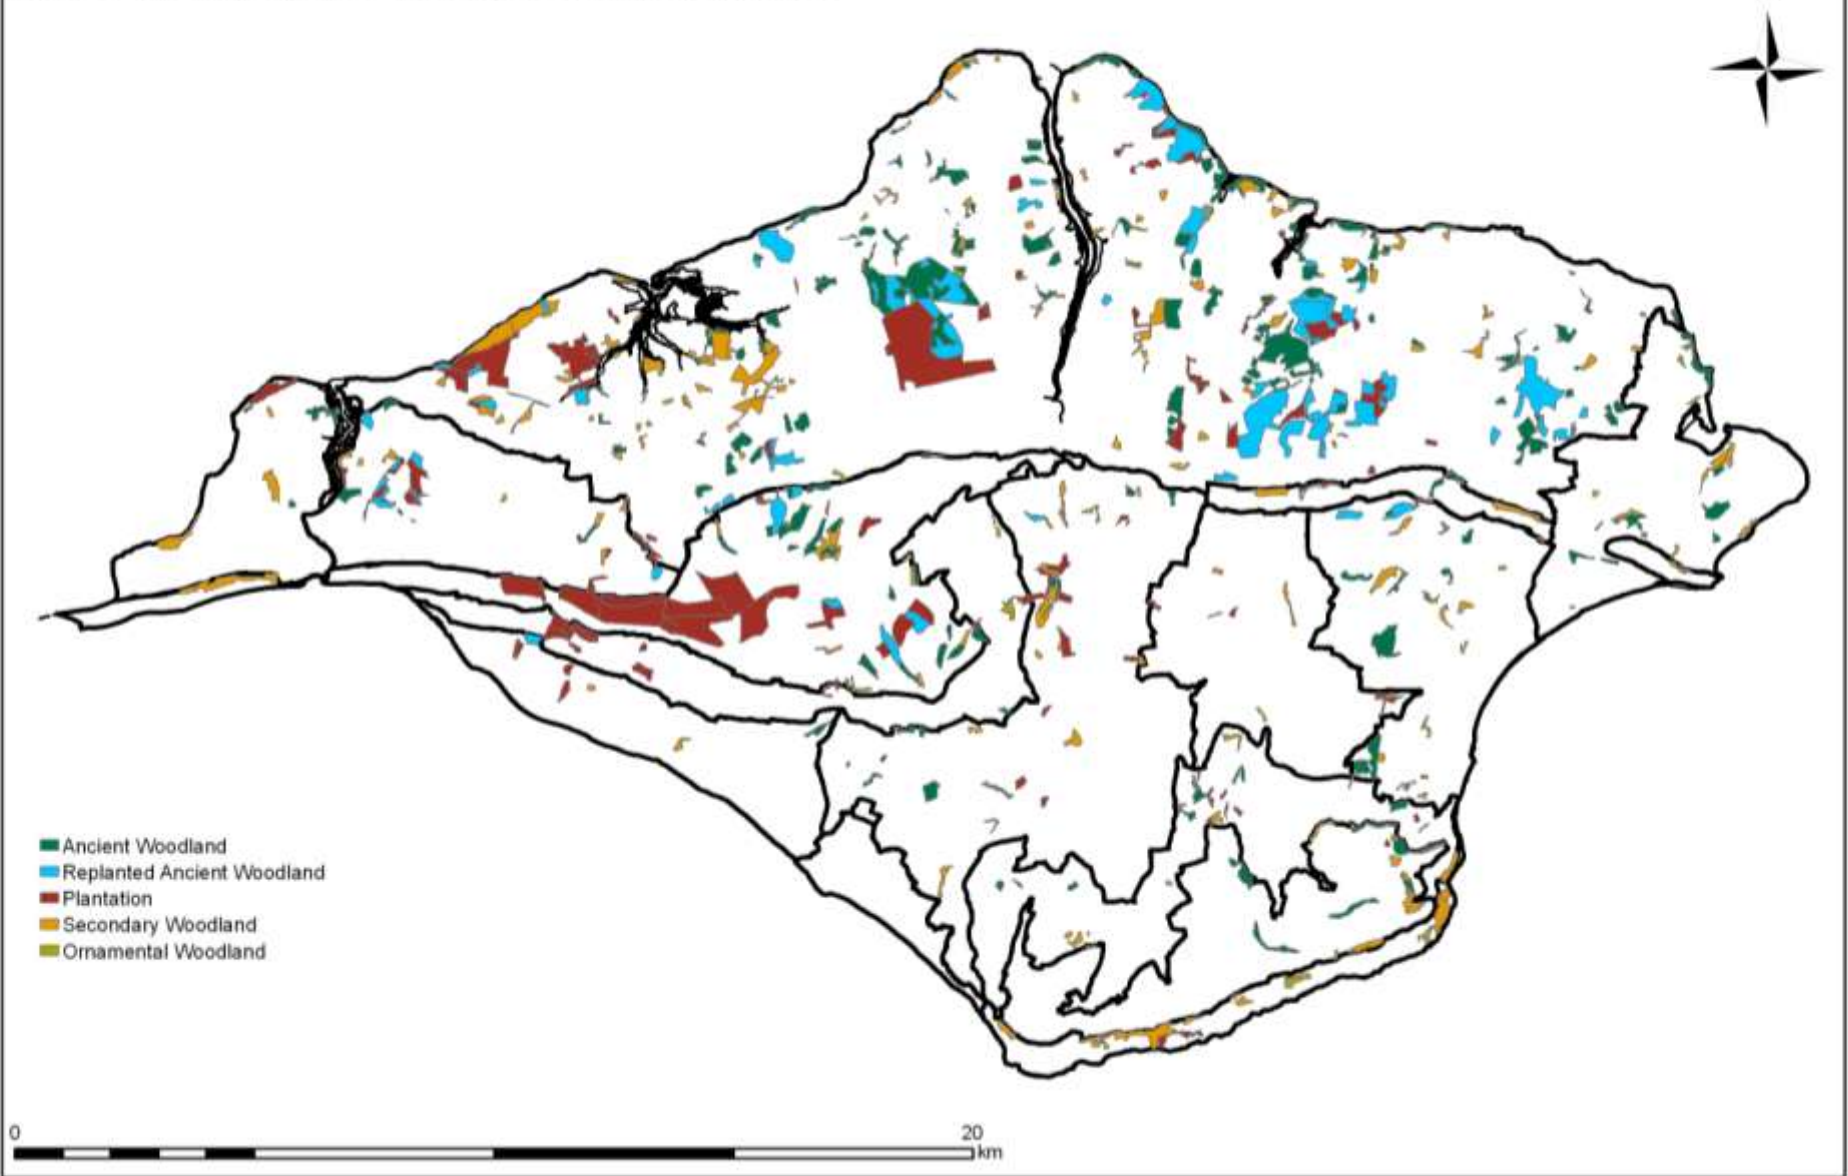 Ancient Woodland
Replanted Ancient Woodland
Plantation
Secondary Woodland
Ornamental Woodland
0 20
km